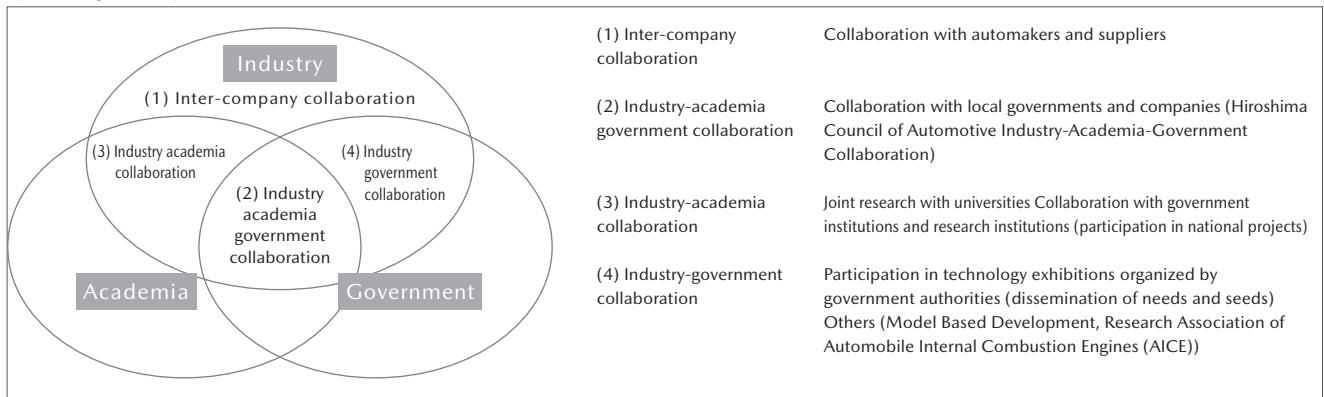 Industry
(1) Inter-company collaboration
(3) Industry academia
collaboration
(4) Industry
government
collaboration
(2) Industry
academia
government
collaboration
Academia
Government
(1) Inter-company
collaboration
Collaboration with automakers and suppliers
(2) Industry-academia
government collaboration
Collaboration with local governments and companies (Hiroshima
Council of Automotive Industry-Academia-Government
Collaboration)
(3) Industry-academia
collaboration
Joint research with universities Collaboration with government
institutions and research institutions (participation in national projects)
(4) Industry-government
collaboration
Participation in technology exhibitions organized by
government authorities (dissemination of needs and seeds)
Others (Model Based Development, Research Association of
Automobile Internal Combustion Engines (AICE))